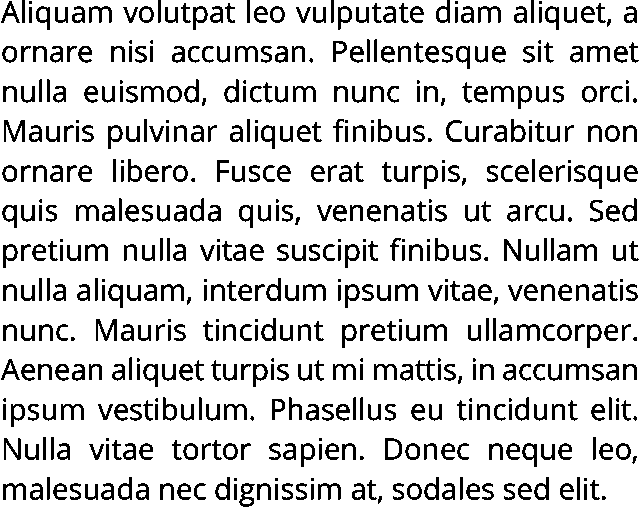 Aliquam volutpat leo vulputate diam aliquet, a
ornare nisi accumsan. Pellentesque sit amet
nulla euismod, dictum nunc in, tempus orci.
Mauris pulvinar aliquet finibus. Curabitur non
ornare libero. Fusce erat turpis, scelerisque
quis malesuada quis, venenatis ut arcu. Sed
pretium nulla vitae suscipit finibus. Nullam ut
nulla aliquam, interdum ipsum vitae, venenatis
nunc. Mauris tincidunt pretium ullamcorper.
Aenean aliquet turpis ut mi mattis, in accumsan
ipsum vestibulum. Phasellus eu tincidunt elit.
Nulla vitae tortor sapien. Donec neque leo,
malesuada nec dignissim at, sodales sed elit.